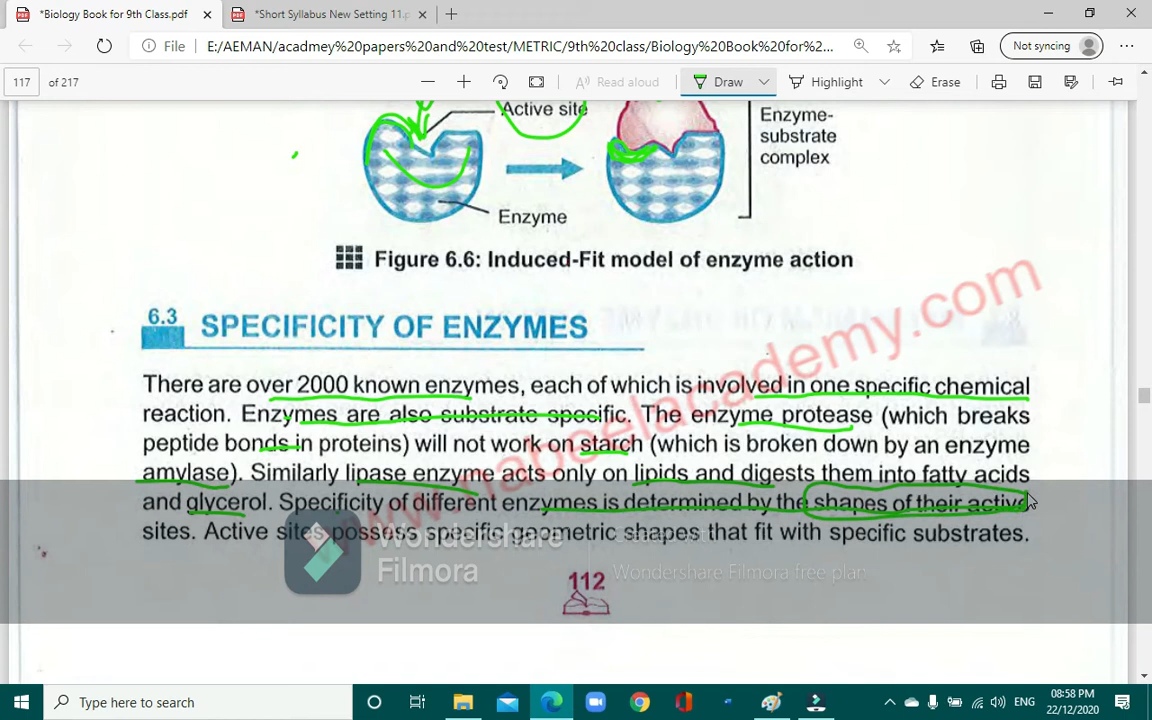 *Biology Book for 9th Class.pdf
*Short Syllabus New Setting 11.p
File E:/AEMAN/acadmey%20papers%20and%20test/METRIC/9th%20class/Biology%20Book%20for%2... Not syncing
117 of 217 Read aloud Draw Highlight Erase
Active site
Enzyme-
substrate
complex
Enzyme
Figure 6.6: Induced-Fit model of enzyme action
6.3 SPECIFICITY OF ENZYMES
There are over 2000 known enzymes, each of which is involved in one specific chemical
reaction. Enzymes are also substrate specific. The enzyme protease (which breaks
peptide bonds in proteins) will not work on starch (which is broken down by an enzyme
amylase). Similarly lipase enzyme acts only on lipids and digests them into fatty acids
and glycerol. Specificity of different enzymes is determined by the shapes of their active
sites. Active sites possess specific geometric shapes that fit with specific substrates.
www.nabeelacademy.com
Wondershare
Filmora
Created with
Wondershare Filmora free plan
112
Type here to search
ENG
08:58 PM
22/12/2020